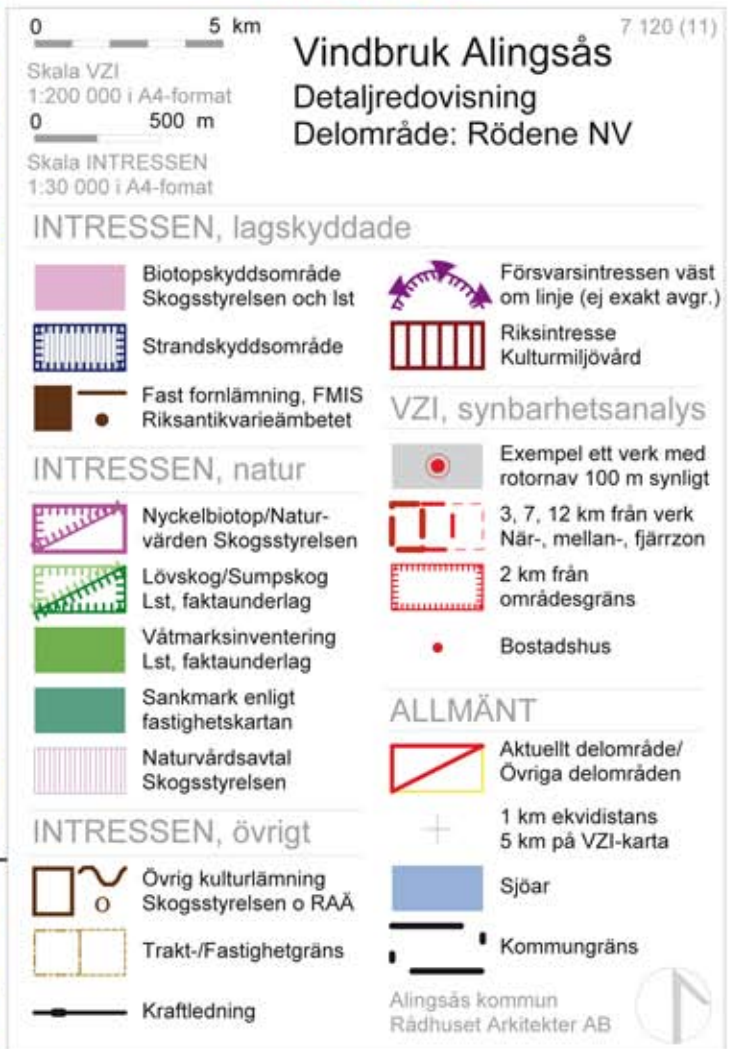 0 5 km
Skala VZI
1:200 000 i A4-format
0 500 m
Skala INTRESSEN
1:30 000 i A4-fomat
7 120 (11)
Vindbruk Alingsås
Detaljredovisning
Delområde: Rödene NV
INTRESSEN, lagskyddade
Biotopskyddsområde
Skogsstyrelsen och lst
Strandskyddsområde
Fast fornlämning, FMIS
Riksantikvarieämbetet
Försvarsintressen väst
om linje (ej exakt avgr.)
Riksintresse
Kulturmiljövård
INTRESSEN, natur
Nyckelbiotop/Natur-
värden Skogsstyrelsen
Lövskog/Sumpskog
Lst, faktaunderlag
Våtmarksinventering
Lst, faktaunderlag
Sankmark enligt
fastighetskartan
Naturvårdsavtal
Skogsstyrelsen
VZI, synbarhetsanalys
Exempel ett verk med
rotornav 100 m synligt
3, 7, 12 km från verk
När-, mellan-, fjärrzon
2 km från
områdesgräns
Bostadshus
INTRESSEN, övrigt
Övrig kulturlämning
Skogsstyrelsen o RAÄ
Trakt-/Fastighetgräns
Kraftledning
ALLMÄNT
Aktuellt delområde/
Övriga delområden
1 km ekvidistans
5 km på VZI-karta
Sjöar
Kommungräns
Alingsås kommun
Rådhuset Arkitekter AB